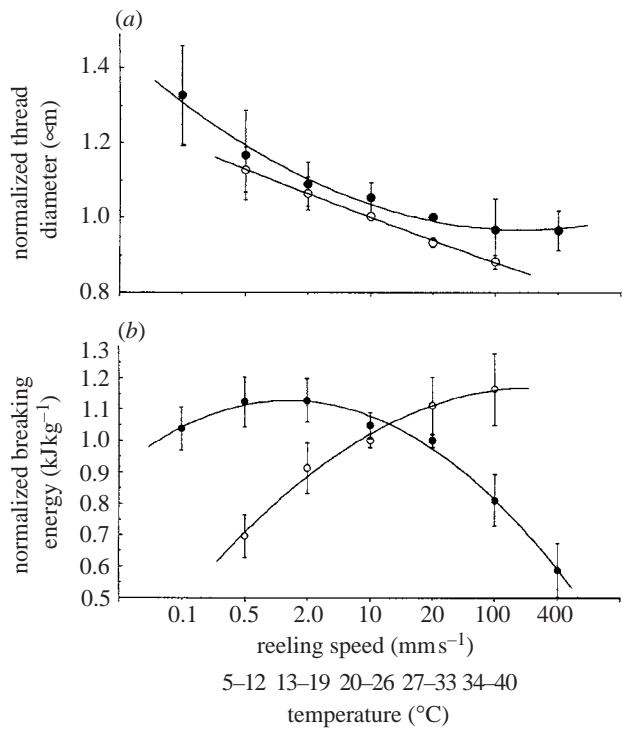 (a)
normalized thread
diameter (∝m)
1.4
1.2
1.0
0.8
(b)
normalized breaking
energy (kJkg−1)
1.3
1.2
1.1
1.0
0.9
0.8
0.7
0.6
0.5
0.1 0.5 2.0 10 20 100 400
reeling speed (mms−1)
5–12 13–19 20–26 27–33 34–40
temperature (°C)